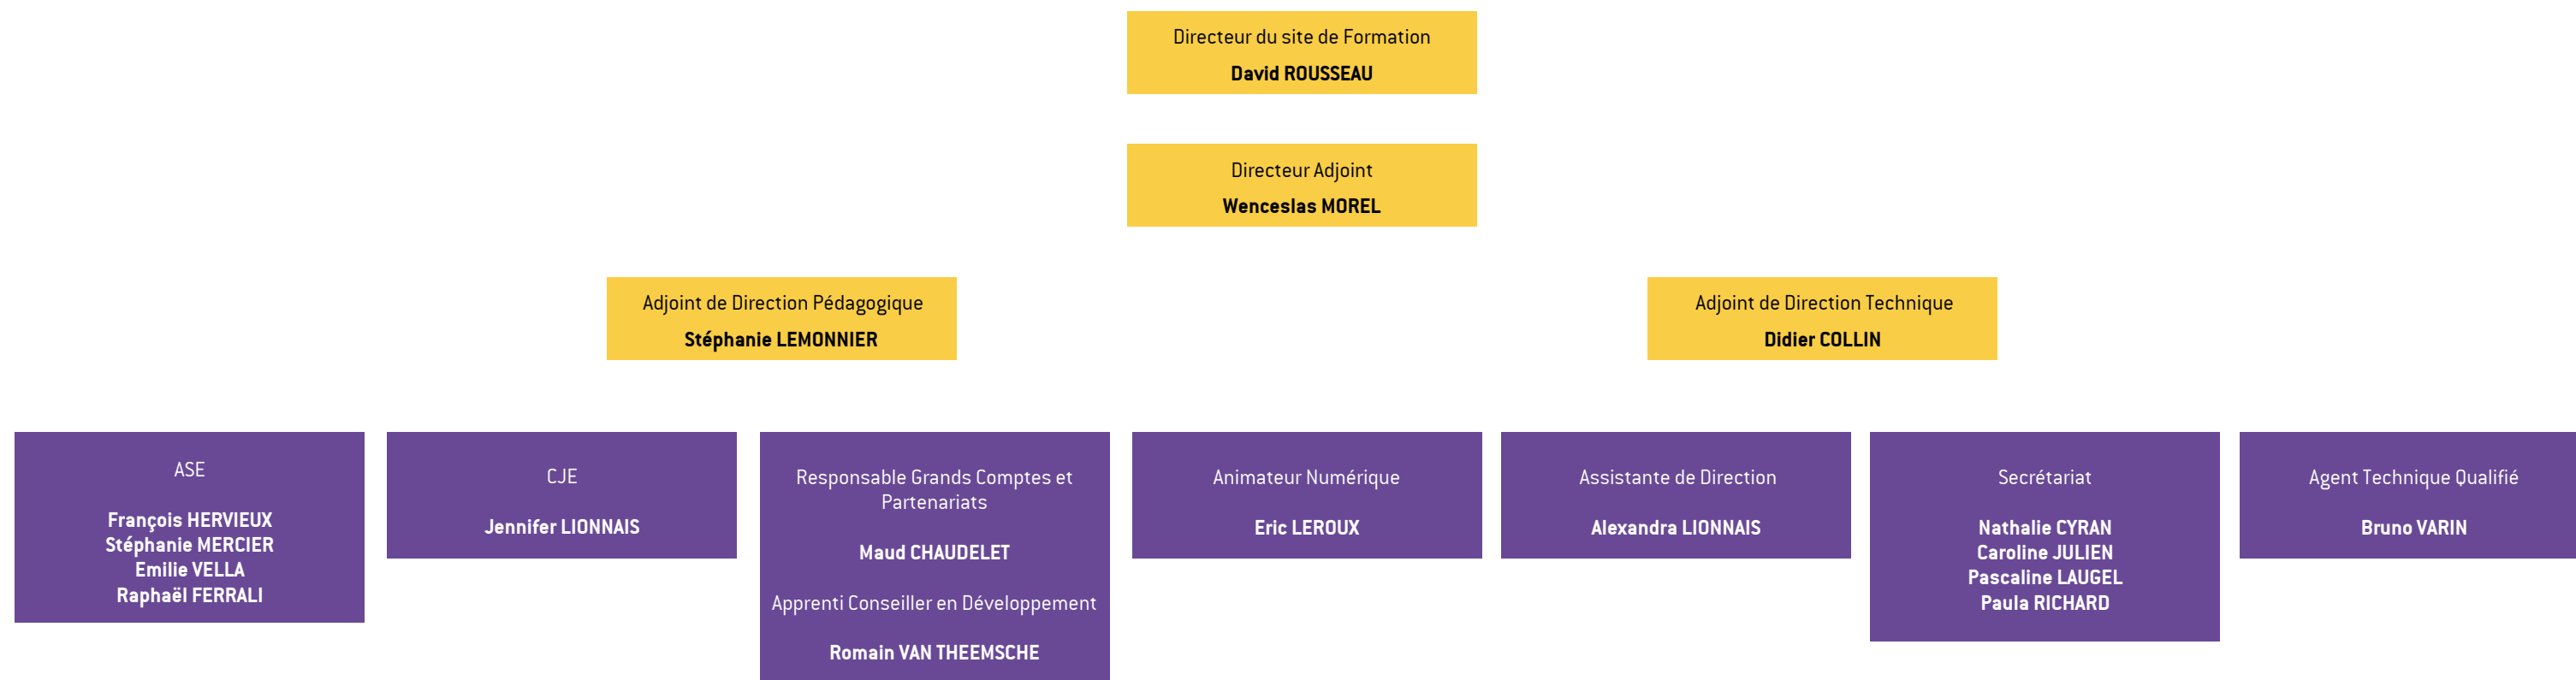 Directeur du site de Formation
David ROUSSEAU
Directeur Adjoint
Wenceslas MOREL
Adjoint de Direction Pédagogique
Stéphanie LEMONNIER
Adjoint de Direction Technique
Didier COLLIN
ASE
François HERVIEUX
Stéphanie MERCIER
Emilie VELLA
Raphaël FERRALI
CJE
Jennifer LIONNAIS
Responsable Grands Comptes et
Partenariats
Maud CHAUDELET
Apprenti Conseiller en Développement
Romain VAN THEEMSCHE
Animateur Numérique
Eric LEROUX
Assistante de Direction
Alexandra LIONNAIS
Secrétariat
Nathalie CYRAN
Caroline JULIEN
Pascaline LAUGEL
Paula RICHARD
Agent Technique Qualifié
Bruno VARIN